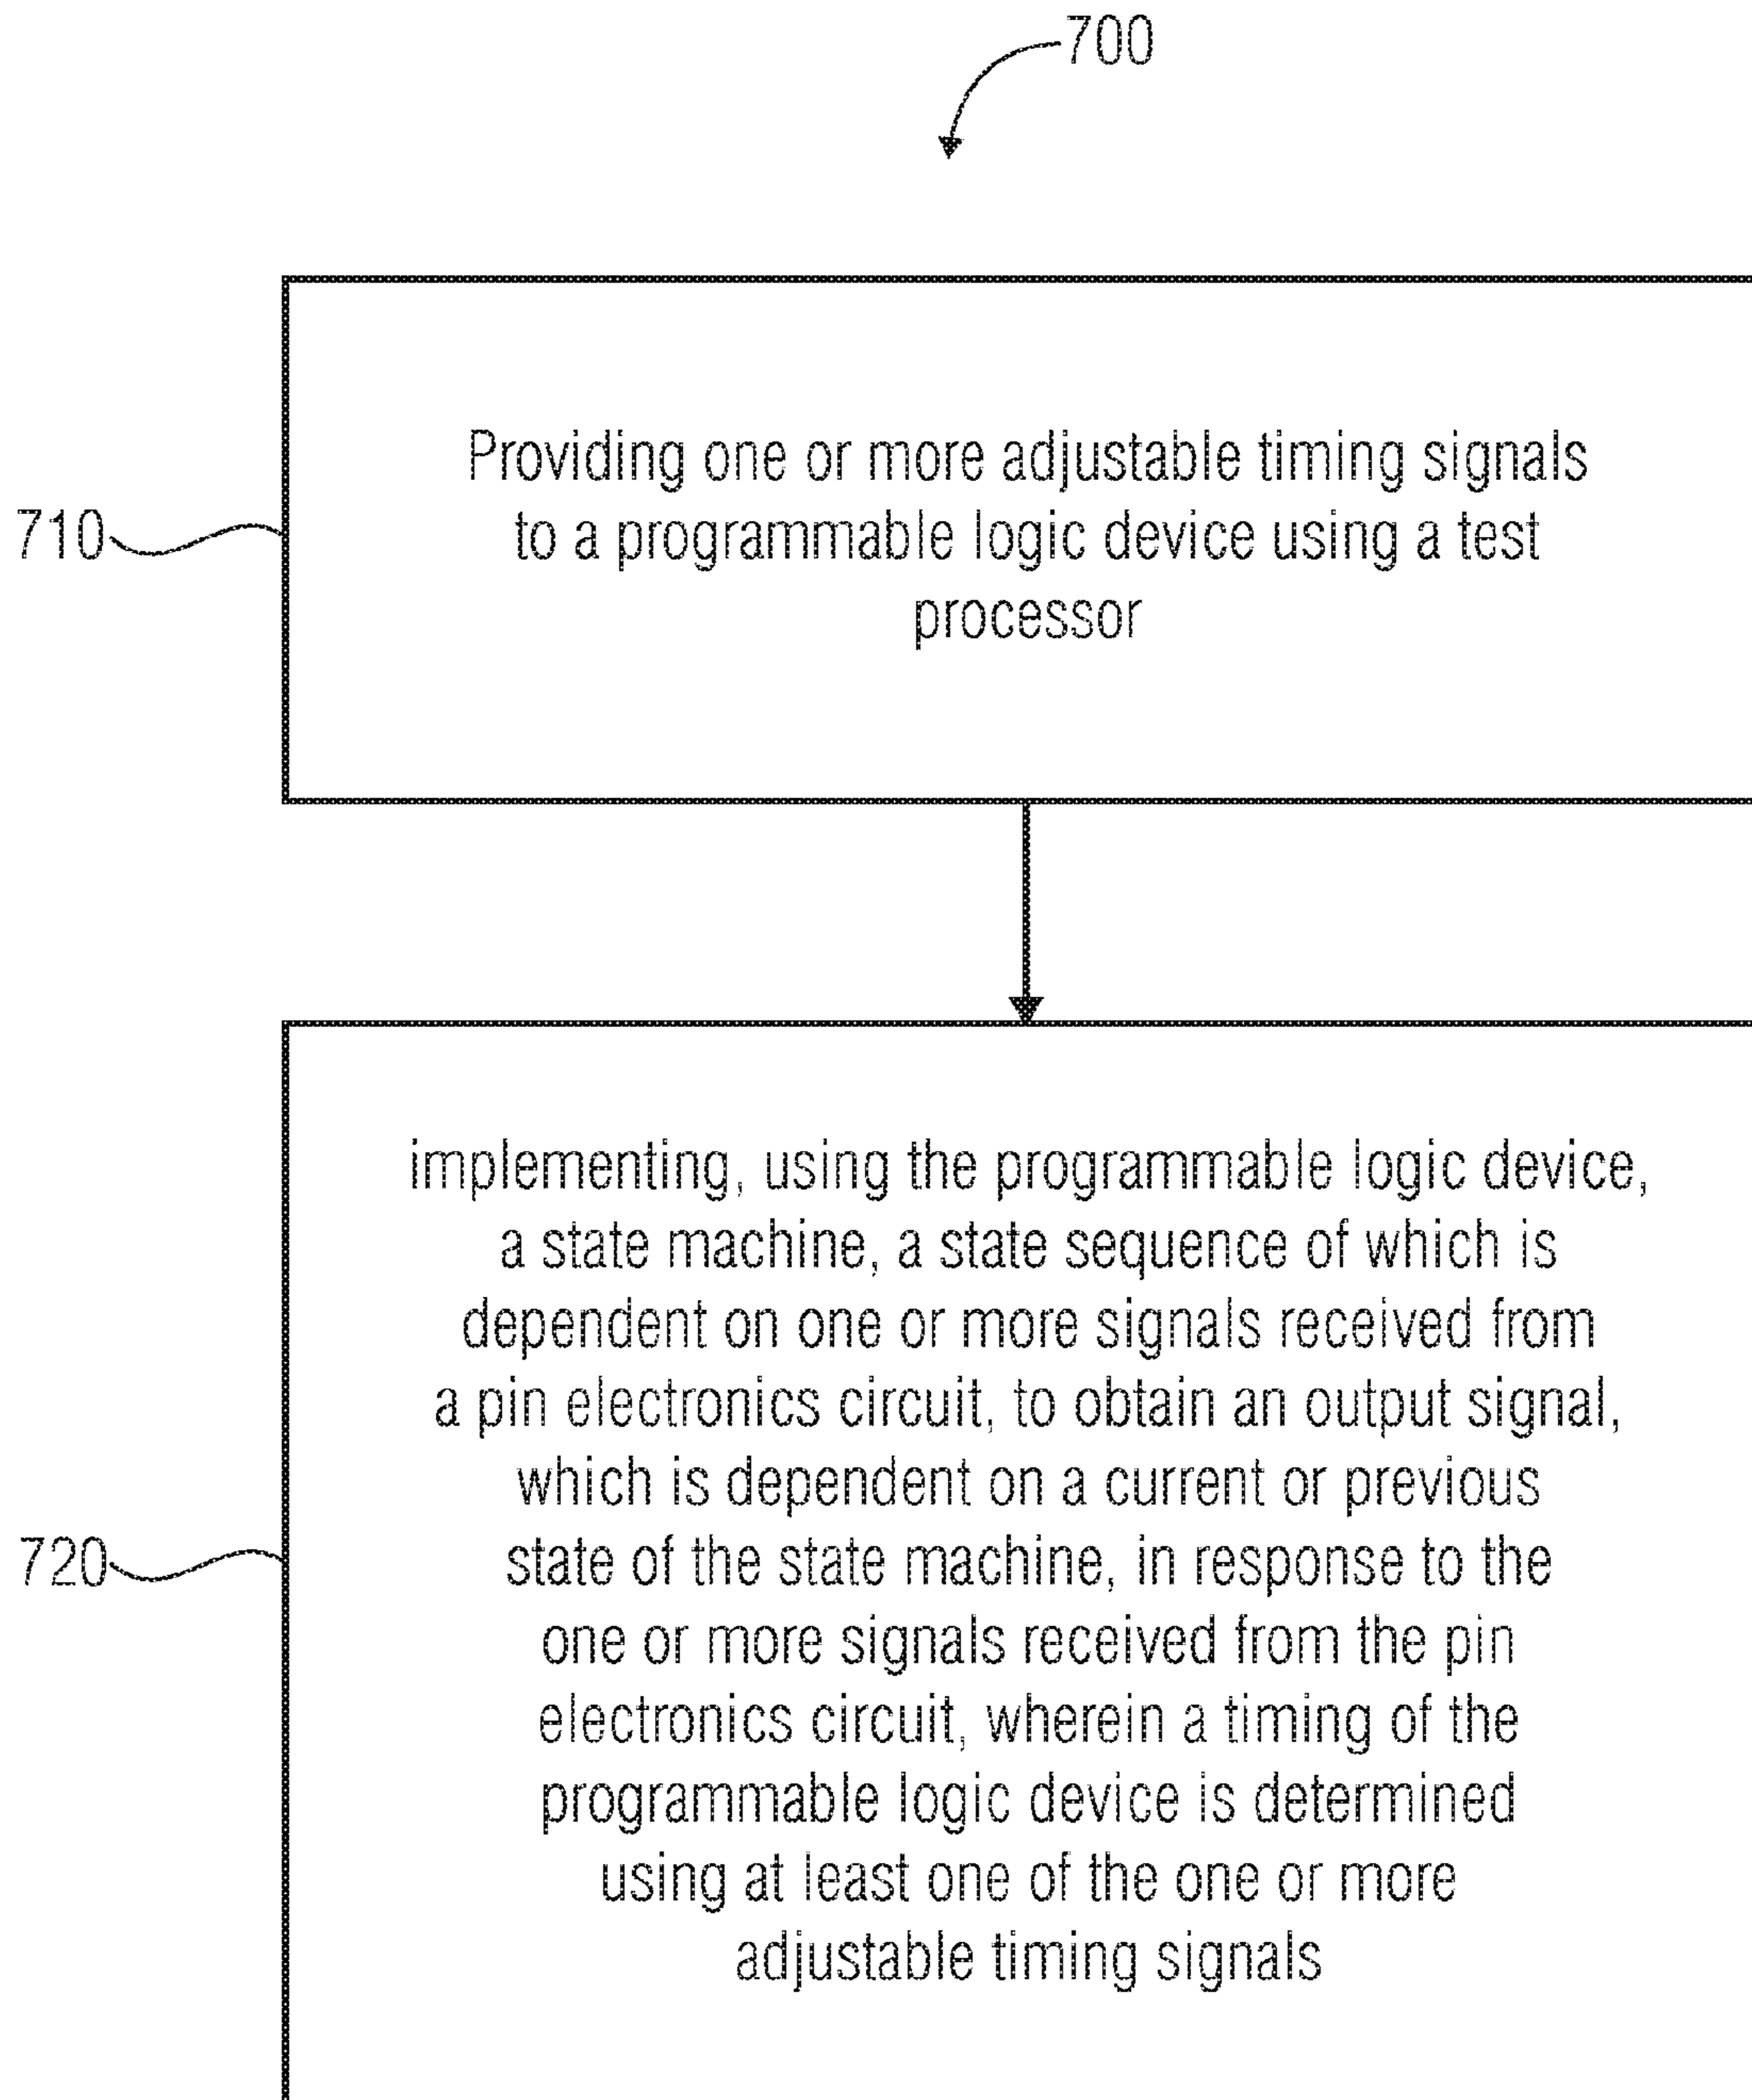 700
Providing one or more adjustable timing signals
to a programmable logic device using a test
processor
710
implementing, using the programmable logic device,
a state machine, a state sequence of which is
dependent on one or more signals received from
a pin electronics circuit, to obtain an output signal,
which is dependent on a current or previous
state of the state machine, in response to the
one or more signals received from the pin
electronics circuit, wherein a timing of the
programmable logic device is determined
using at least one of the one or more
adjustable timing signals
720